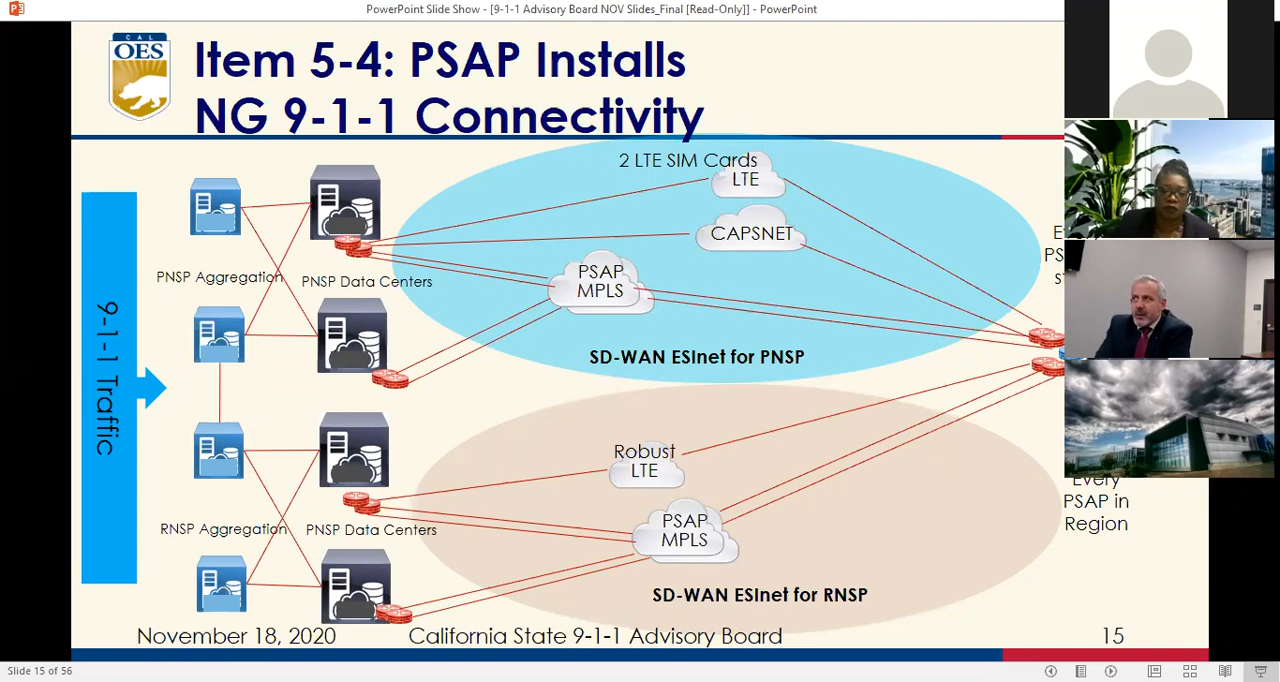 PowerPoint Slide Show - [9-1-1 Advisory Board NOV Slides_Final [Read-Only]] - PowerPoint
CAL
OES
Item 5-4: PSAP Installs
NG 9-1-1 Connectivity
9-1-1 Traffic
PNSP Aggregation
PNSP Data Centers
2 LTE SIM Cards
LTE
CAPSNET
PSAP
MPLS
SD-WAN ESInet for PNSP
RNSP Aggregation
PNSP Data Centers
Robust
LTE
PSAP
MPLS
SD-WAN ESInet for RNSP
Every
PSAP in
Region
November 18, 2020
California State 9-1-1 Advisory Board
15
Slide 15 of 56